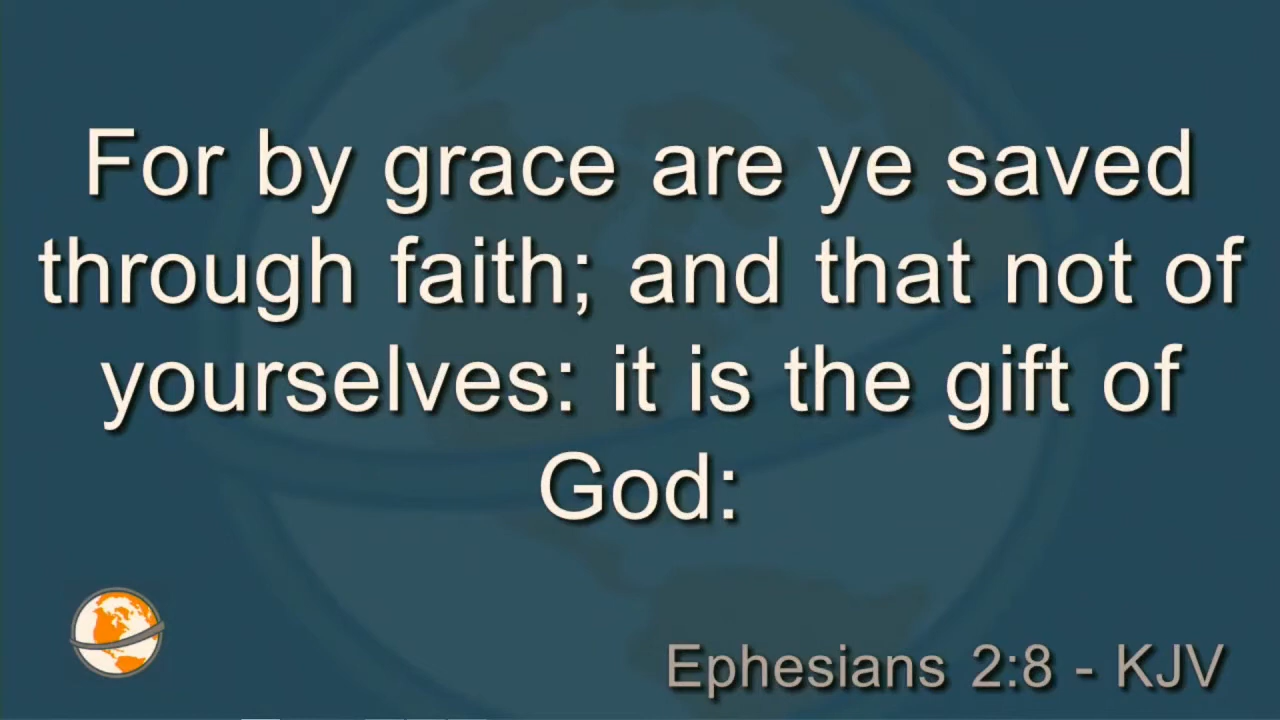 For by grace are ye saved
through faith; and that not of
yourselves: it is the gift of
God:
Ephesians 2:8 - KJV